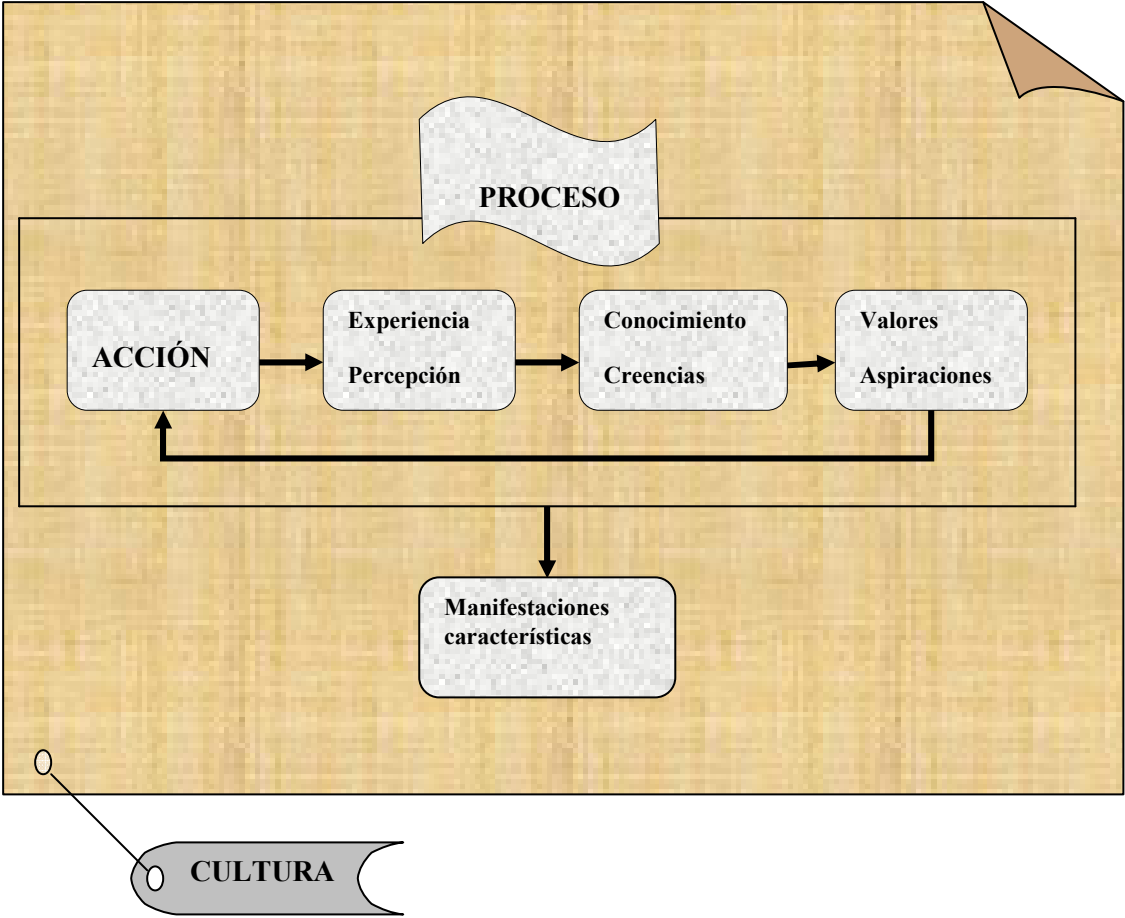 PROCESO
ACCIÓN
Experiencia
Percepción
Conocimiento
Creencias
Valores
Aspiraciones
Manifestaciones
características
CULTURA